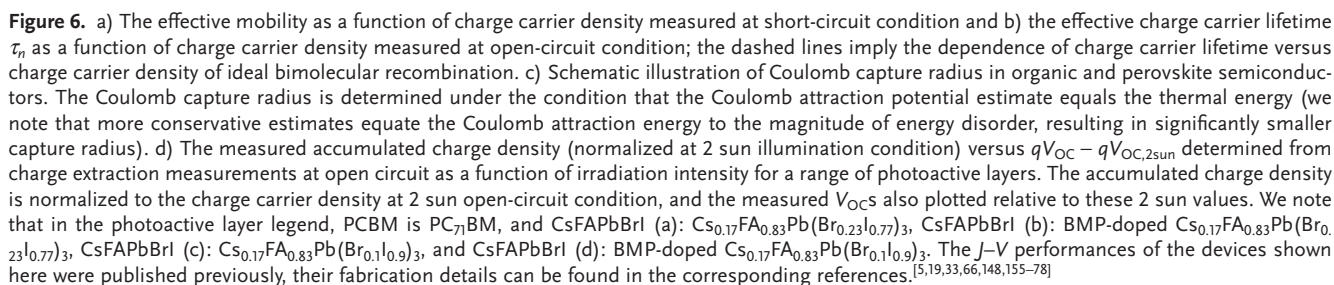 Figure 6. a) The effective mobility as a function of charge carrier density measured at short-circuit condition and b) the effective charge carrier lifetime
τn as a function of charge carrier density measured at open-circuit condition; the dashed lines imply the dependence of charge carrier lifetime versus
charge carrier density of ideal bimolecular recombination. c) Schematic illustration of Coulomb capture radius in organic and perovskite semiconduc-
tors. The Coulomb capture radius is determined under the condition that the Coulomb attraction potential estimate equals the thermal energy (we
note that more conservative estimates equate the Coulomb attraction energy to the magnitude of energy disorder, resulting in significantly smaller
capture radius). d) The measured accumulated charge density (normalized at 2 sun illumination condition) versus qVOC – qVOC,2sun determined from
charge extraction measurements at open circuit as a function of irradiation intensity for a range of photoactive layers. The accumulated charge density
is normalized to the charge carrier density at 2 sun open-circuit condition, and the measured VOCs also plotted relative to these 2 sun values. We note
that in the photoactive layer legend, PCBM is PC71BM, and CsFAPbBrI (a): Cs0.17FA0.83Pb(Br0.23I0.77)3, CsFAPbBrI (b): BMP-doped Cs0.17FA0.83Pb(Br0.
23I0.77)3, CsFAPbBrI (c): Cs0.17FA0.83Pb(Br0.1I0.9)3, and CsFAPbBrI (d): BMP-doped Cs0.17FA0.83Pb(Br0.1I0.9)3. The J–V performances of the devices shown
here were published previously, their fabrication details can be found in the corresponding references.[5,19,33,66,148,155–78]